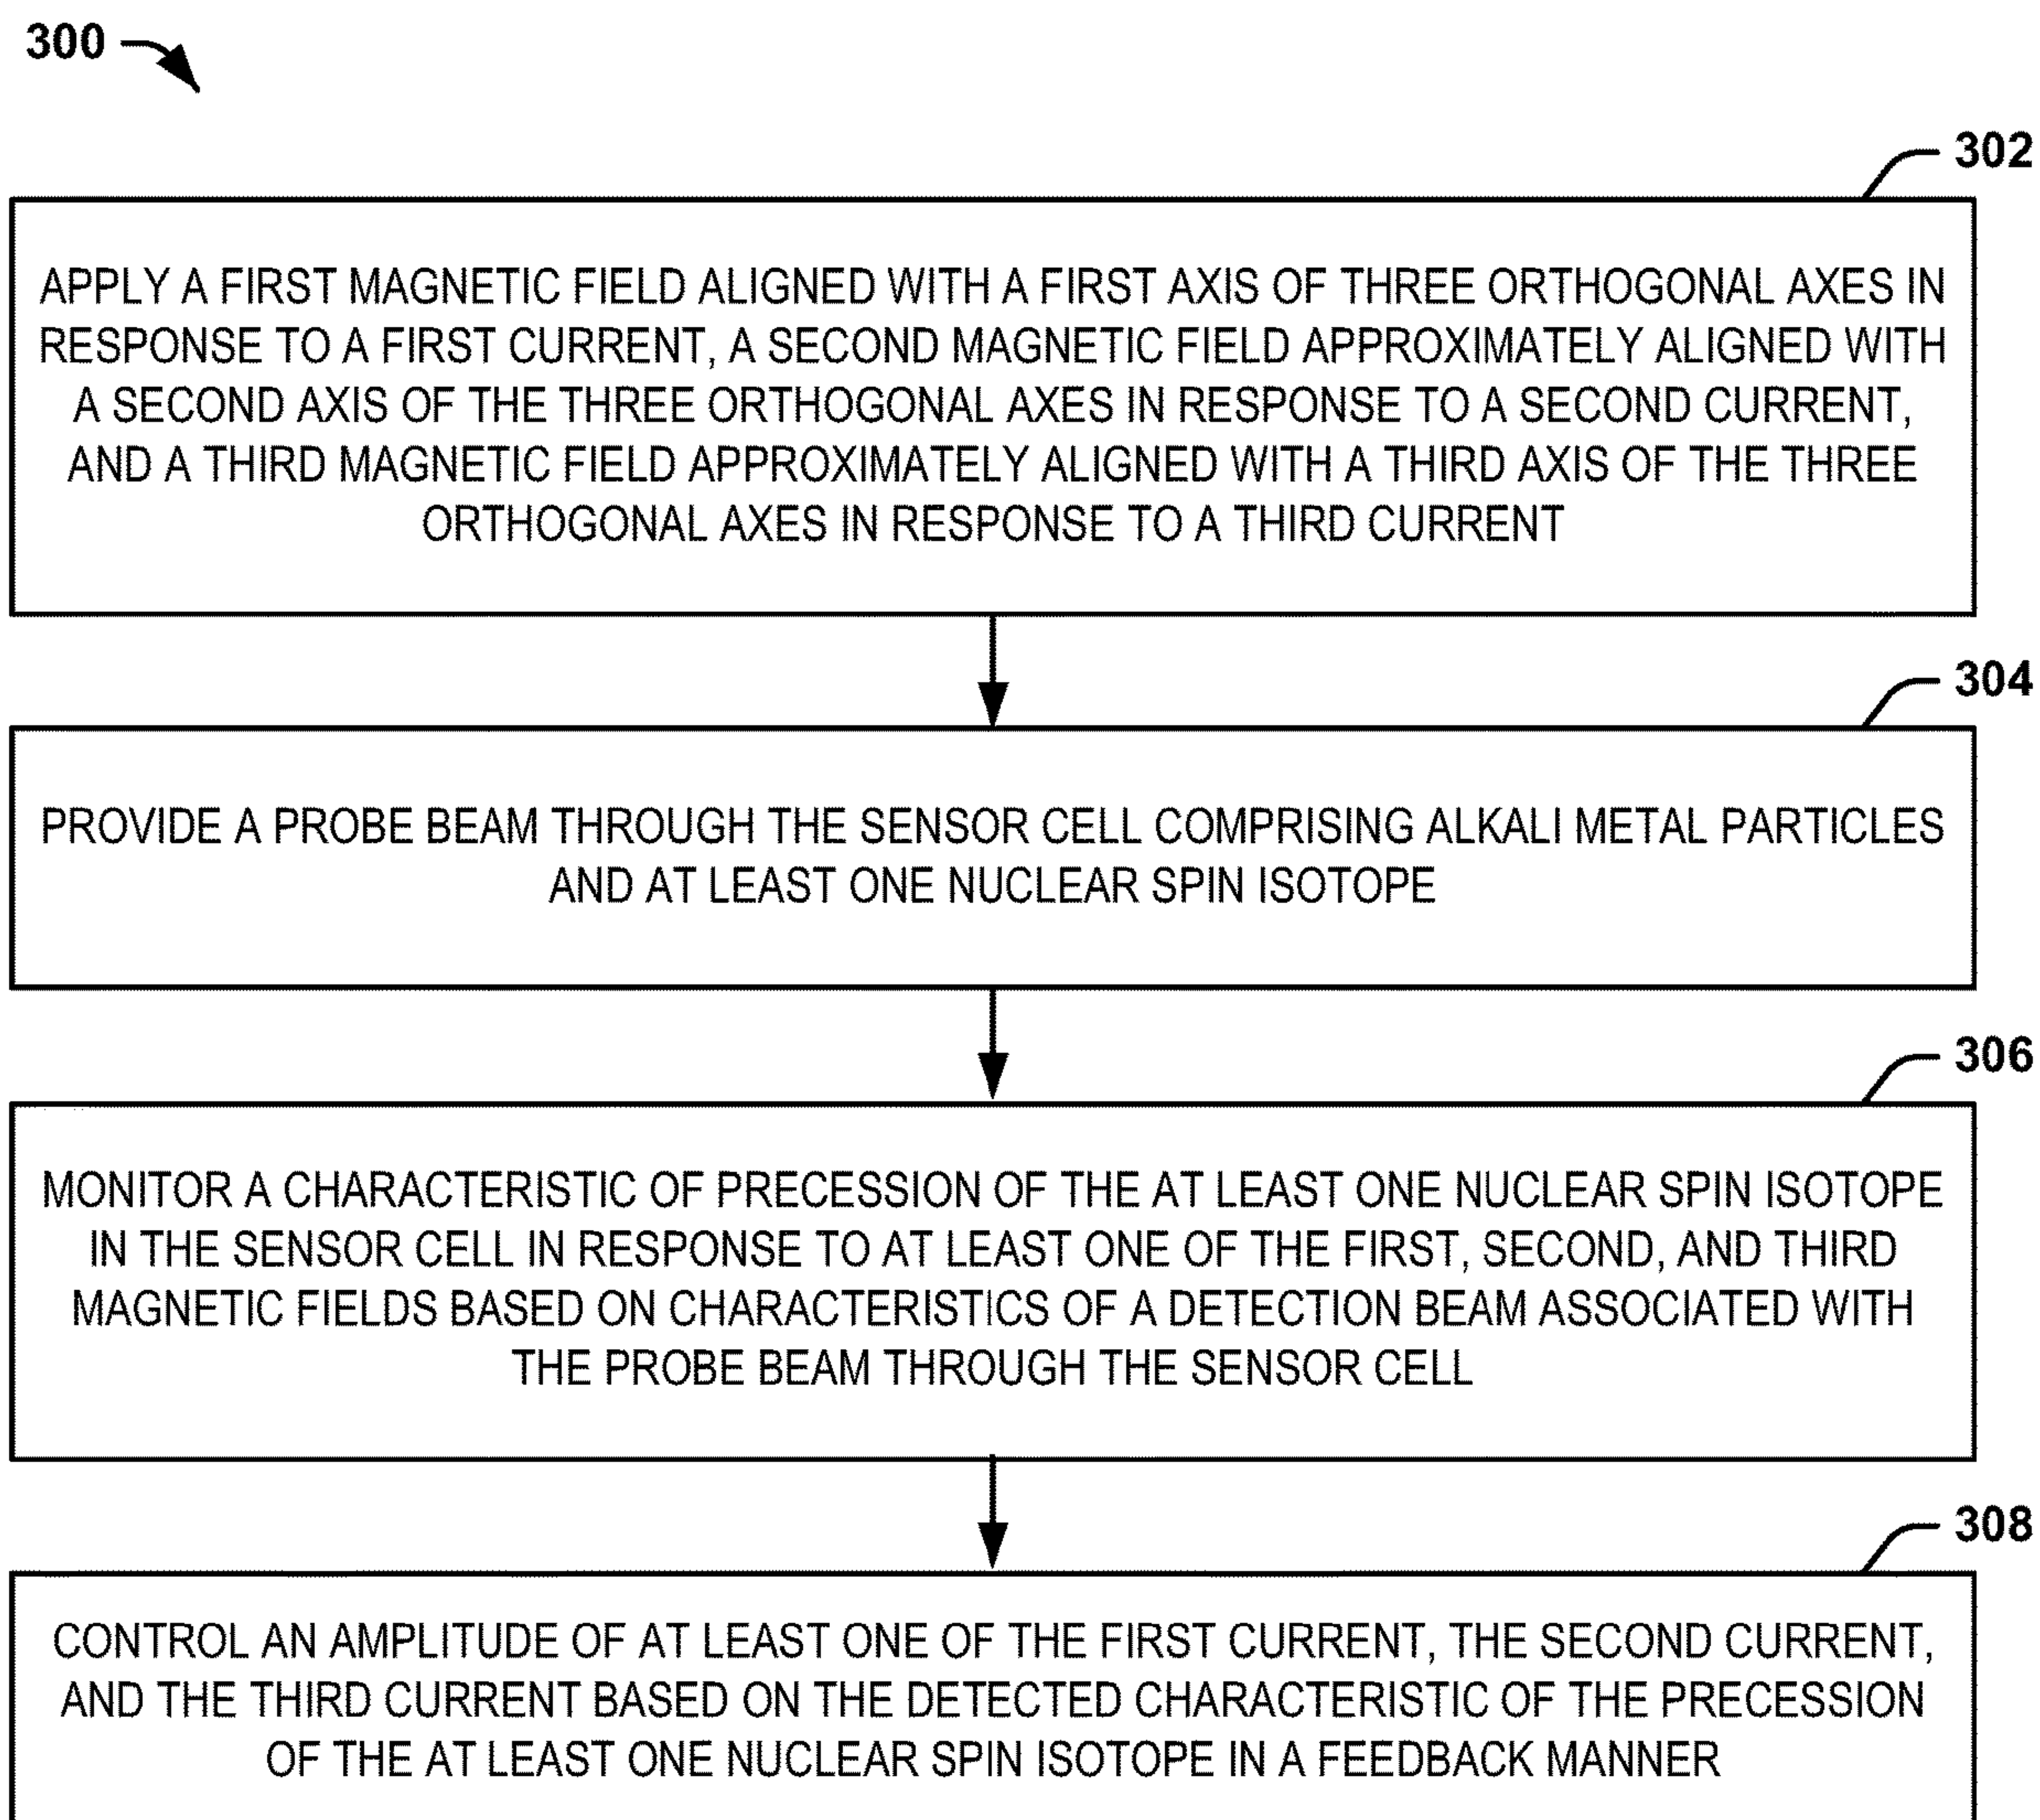 300
302
APPLY A FIRST MAGNETIC FIELD ALIGNED WITH A FIRST AXIS OF THREE ORTHOGONAL AXES IN
RESPONSE TO A FIRST CURRENT, A SECOND MAGNETIC FIELD APPROXIMATELY ALIGNED WITH
A SECOND AXIS OF THE THREE ORTHOGONAL AXES IN RESPONSE TO A SECOND CURRENT,
AND A THIRD MAGNETIC FIELD APPROXIMATELY ALIGNED WITH A THIRD AXIS OF THE THREE
ORTHOGONAL AXES IN RESPONSE TO A THIRD CURRENT
304
PROVIDE A PROBE BEAM THROUGH THE SENSOR CELL COMPRISING ALKALI METAL PARTICLES
AND AT LEAST ONE NUCLEAR SPIN ISOTOPE
306
MONITOR A CHARACTERISTIC OF PRECESSION OF THE AT LEAST ONE NUCLEAR SPIN ISOTOPE
IN THE SENSOR CELL IN RESPONSE TO AT LEAST ONE OF THE FIRST, SECOND, AND THIRD
MAGNETIC FIELDS BASED ON CHARACTERISTICS OF A DETECTION BEAM ASSOCIATED WITH
THE PROBE BEAM THROUGH THE SENSOR CELL
308
CONTROL AN AMPLITUDE OF AT LEAST ONE OF THE FIRST CURRENT, THE SECOND CURRENT,
AND THE THIRD CURRENT BASED ON THE DETECTED CHARACTERISTIC OF THE PRECESSION
OF THE AT LEAST ONE NUCLEAR SPIN ISOTOPE IN A FEEDBACK MANNER